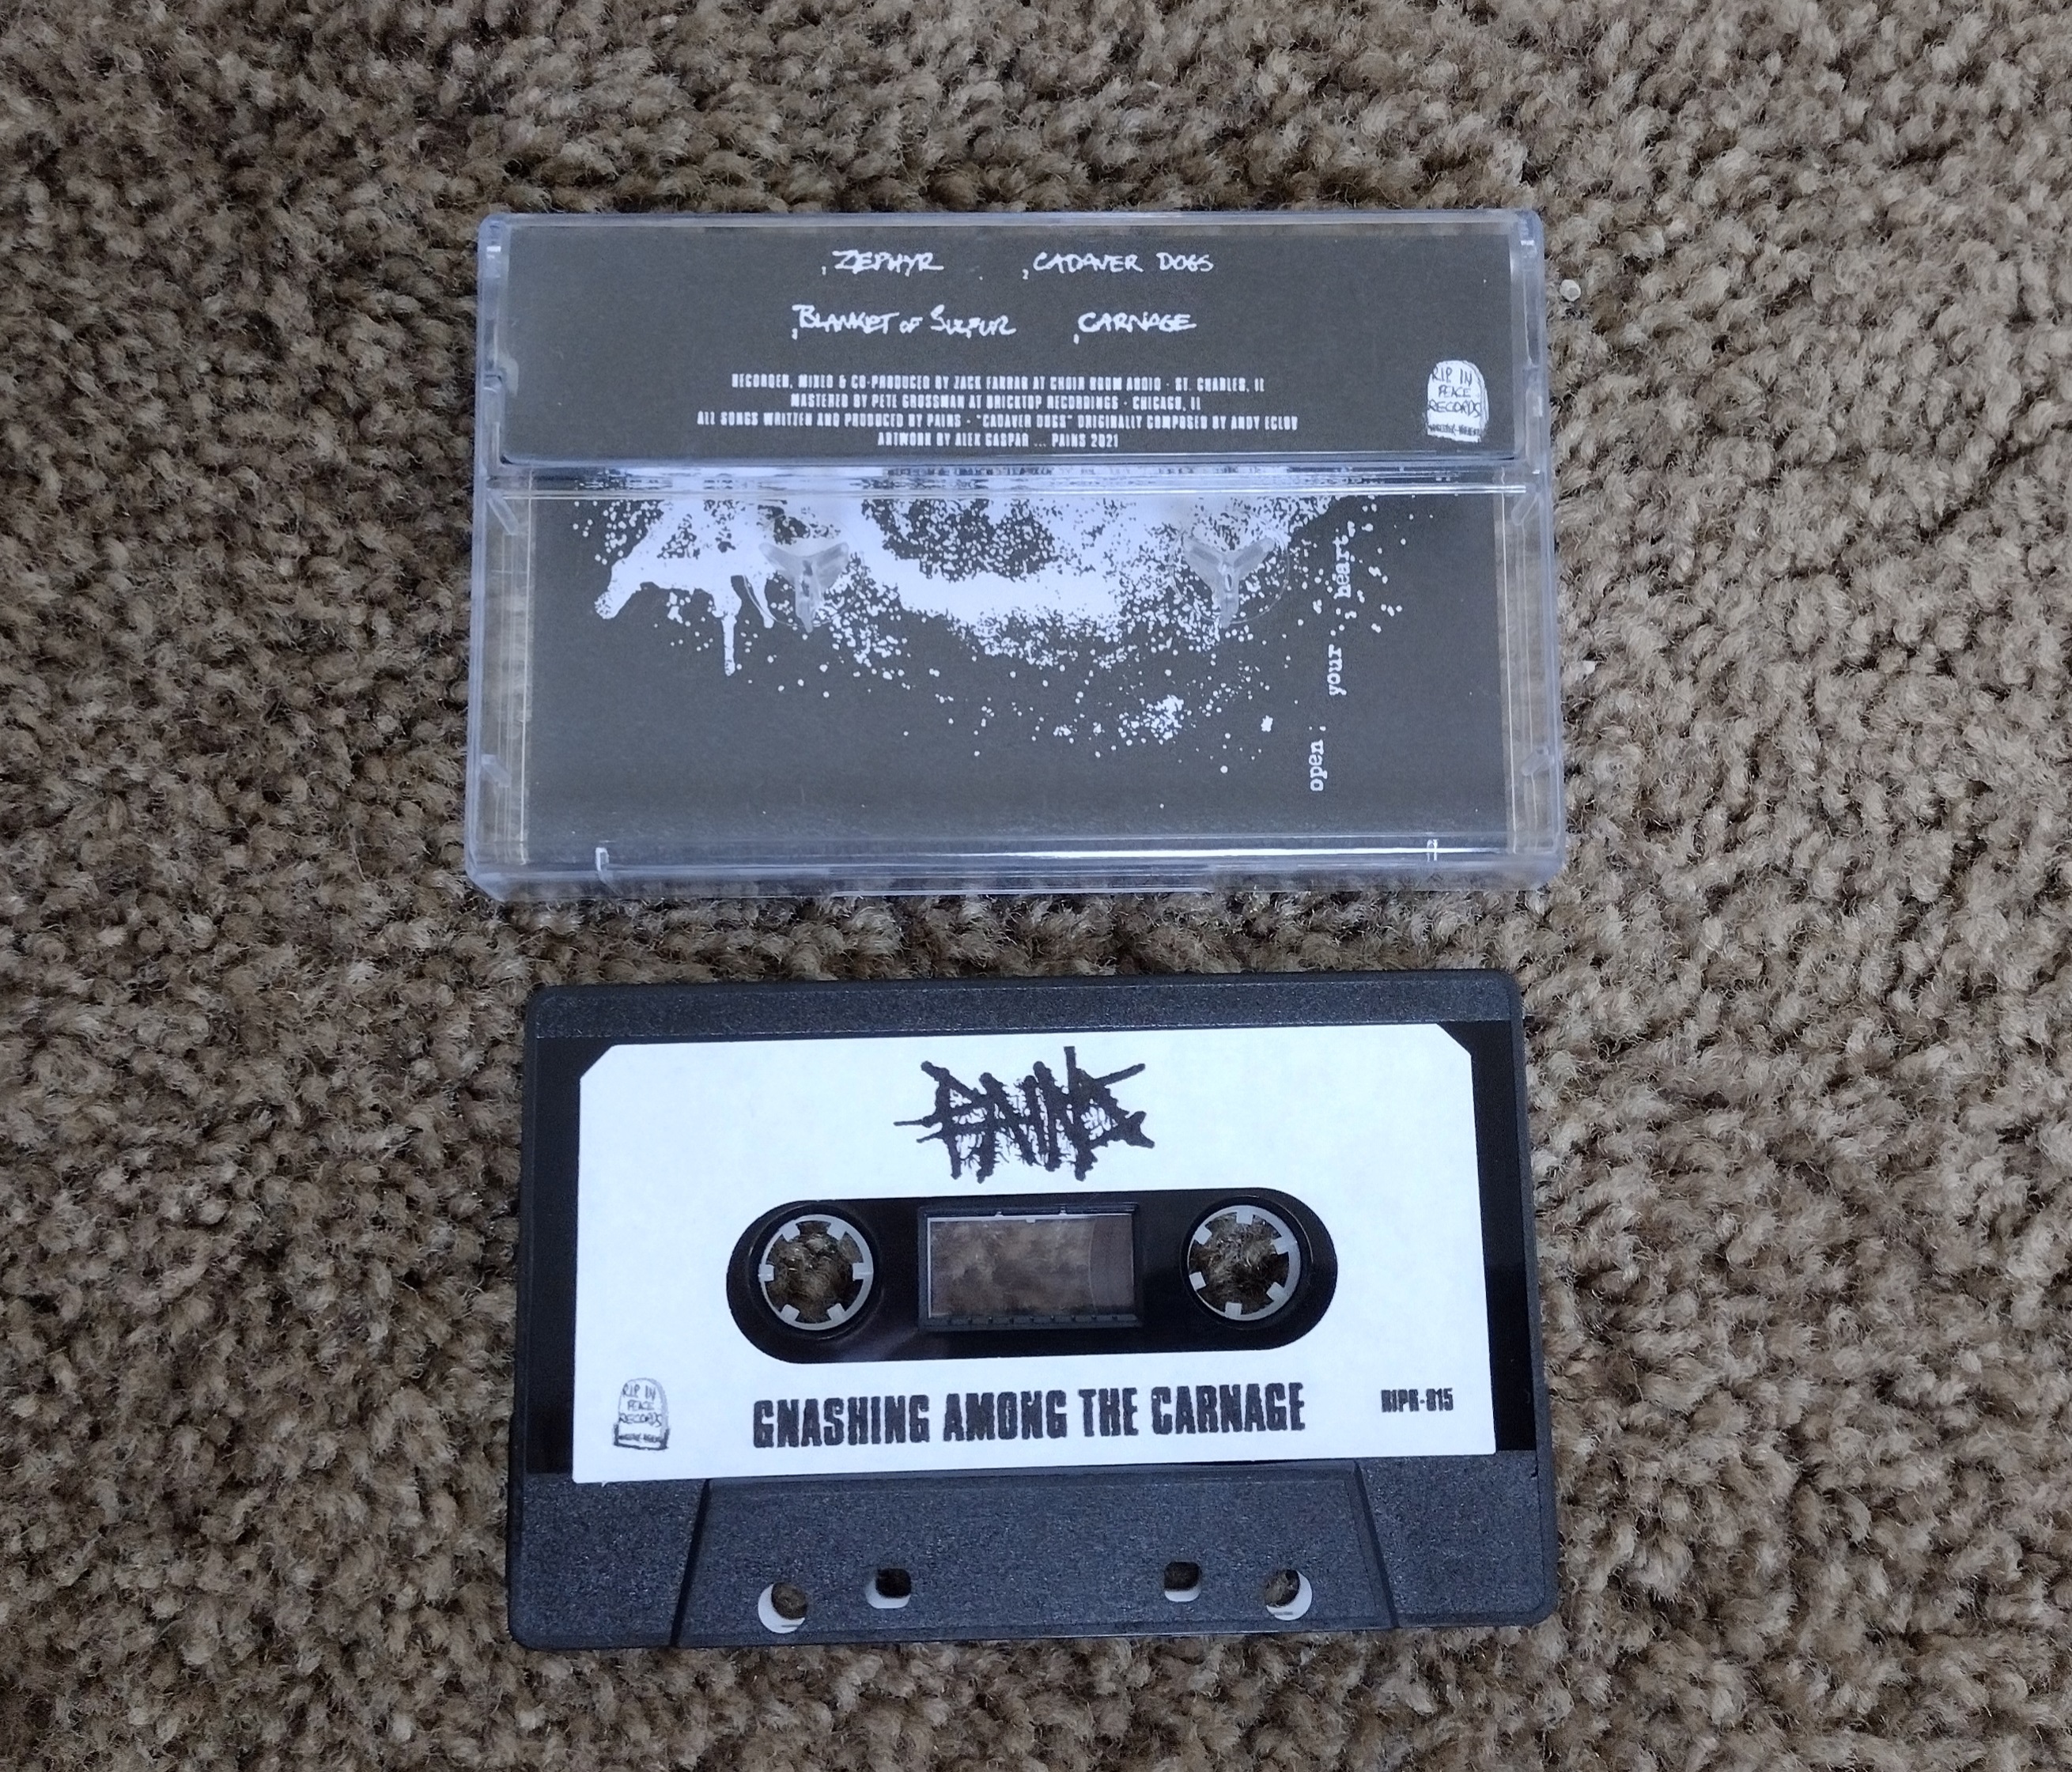 ZEPHYR CADAVER DOGS
BLANKET OF SULFUR CARNAGE
RECORDED, MIXED & CO-PRODUCED BY ZACK FARRAR AT CHOIR ROOM AUDIO - ST. CHARLES, IL
MASTERED BY PETE GROSSMAN AT BRICKTOP RECORDINGS - CHICAGO, IL
ALL SONGS WRITTEN AND PRODUCED BY PAINS - "CADAVER DOGS" ORIGINALLY COMPOSED BY ANDY ECLOV
ARTWORK BY ALEX GASPAR ... PAINS 2021
RIP IN
PEACE
RECORDS
open your heart
PAINS
RIP IN
PEACE
RECORDS
GNASHING AMONG THE CARNAGE
RIPR-015